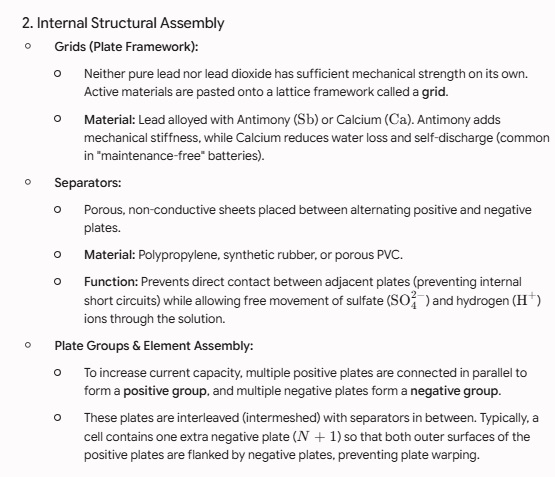 2. Internal Structural Assembly
○ Grids (Plate Framework):
○ Neither pure lead nor lead dioxide has sufficient mechanical strength on its own.
Active materials are pasted onto a lattice framework called a grid.
○ Material: Lead alloyed with Antimony (Sb) or Calcium (Ca). Antimony adds
mechanical stiffness, while Calcium reduces water loss and self-discharge (common
in "maintenance-free" batteries).
○ Separators:
○ Porous, non-conductive sheets placed between alternating positive and negative
plates.
○ Material: Polypropylene, synthetic rubber, or porous PVC.
○ Function: Prevents direct contact between adjacent plates (preventing internal
short circuits) while allowing free movement of sulfate (SO₄²⁻) and hydrogen (H⁺)
ions through the solution.
○ Plate Groups & Element Assembly:
○ To increase current capacity, multiple positive plates are connected in parallel to
form a positive group, and multiple negative plates form a negative group.
○ These plates are interleaved (intermeshed) with separators in between. Typically, a
cell contains one extra negative plate (N + 1) so that both outer surfaces of the
positive plates are flanked by negative plates, preventing plate warping.